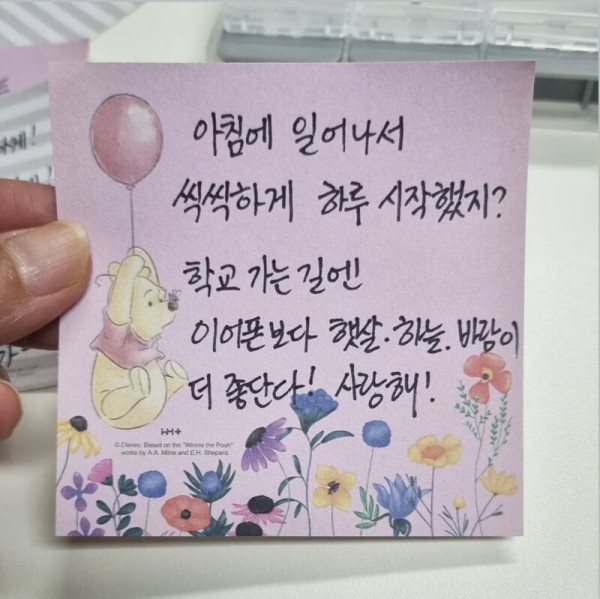 아침에 일어나서
씩씩하게 하루 시작했지?
학교 가는 길엔
이어폰보다 햇살. 하늘. 바람이
더 좋단다! 사랑해!
© Disney. Based on the "Winnie the Pooh"
works by A.A. Milne and E.H. Shepard.